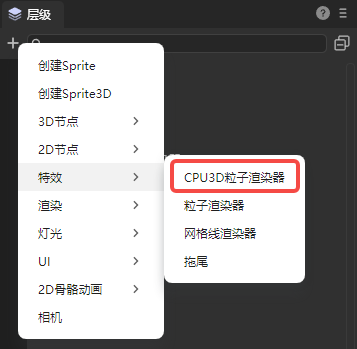 层级
创建Sprite
创建Sprite3D
3D节点
2D节点
特效
渲染
灯光
UI
2D骨骼动画
相机
CPU3D粒子渲染器
粒子渲染器
网格线渲染器
拖尾